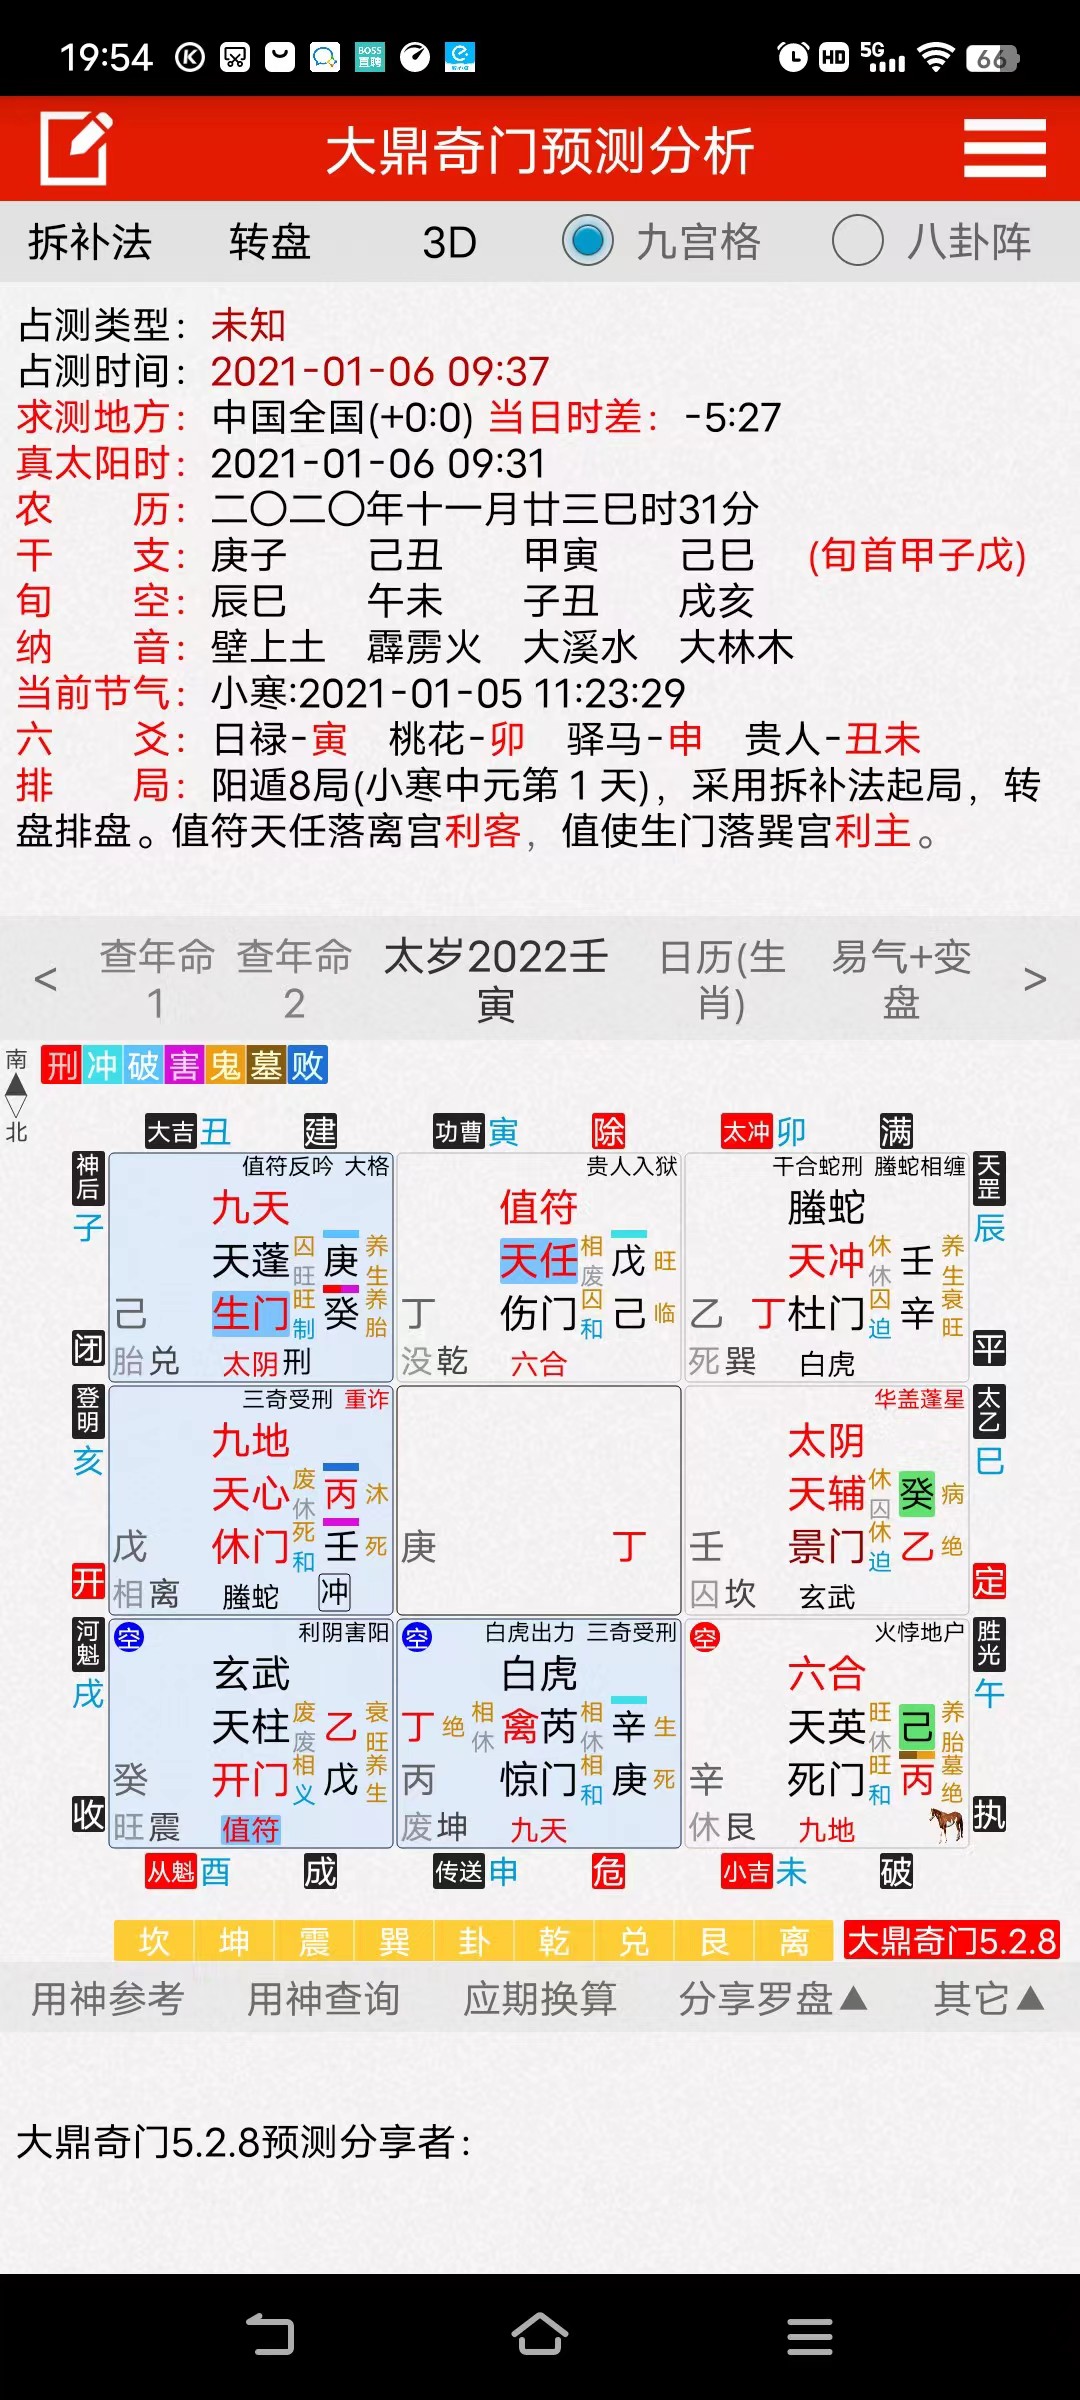 19:54 K BOSS直聘 HD 5G 66
大鼎奇门预测分析
拆补法 转盘 3D 九宫格 八卦阵
占测类型：未知
占测时间：2021-01-06 09:37
求测地方：中国全国(+0:0) 当日时差：-5:27
真太阳时：2021-01-06 09:31
农 历：二〇二〇年十一月廿三巳时31分
干 支：庚子 己丑 甲寅 己巳 (旬首甲子戊)
旬 空：辰巳 午未 子丑 戌亥
纳 音：壁上土 霹雳火 大溪水 大林木
当前节气：小寒:2021-01-05 11:23:29
六 爻：日禄-寅 桃花-卯 驿马-申 贵人-丑未
排 局：阳遁8局(小寒中元第1天)，采用拆补法起局，转
盘排盘。值符天任落离宫利客，值使生门落巽宫利主。
< 查年命1 查年命2 太岁2022壬寅 日历(生肖) 易气+变盘 >
南 刑冲破害鬼墓败
北
大吉 丑 建 功曹 寅 除 太冲 卯 满
神后 值符反吟 大格 贵人入狱 干合蛇刑 螣蛇相缠 天罡
子 九天 值符 螣蛇 辰
天蓬 囚旺 庚 养生 天任 相废 戊 旺 天冲 休休 壬 养生
己 生门 旺制 癸 养胎 丁 伤门 囚和 己 临 乙 丁 杜门 囚迫 辛 衰旺
闭 胎 兑 太阴 刑 没 乾 六合 死 巽 白虎 平
登明 三奇受刑 重诈 华盖蓬星 太乙
亥 九地 太阴 巳
天心 废休 丙 沐 天辅 休囚 癸 病
戊 休门 死和 壬 死 庚 丁 壬 景门 休迫 乙 绝
开 相 离 螣蛇 冲 囚 坎 玄武 定
河魁 空 利阴害阳 空 白虎出力 三奇受刑 空 火悖地户 胜光
戌 玄武 白虎 六合 午
天柱 废废 乙 衰旺 丁 绝 相休 禽芮 相休 辛 生 天英 旺休 己 养胎
癸 开门 相义 戊 养生 丙 惊门 相和 庚 死 辛 死门 旺和 丙 墓绝
收 旺 震 值符 废 坤 九天 休 艮 九地 执
从魁 酉 成 传送 申 危 小吉 未 破
坎 坤 震 巽 卦 乾 兑 艮 离 大鼎奇门5.2.8
用神参考 用神查询 应期换算 分享罗盘▲ 其它▲
大鼎奇门5.2.8预测分享者：